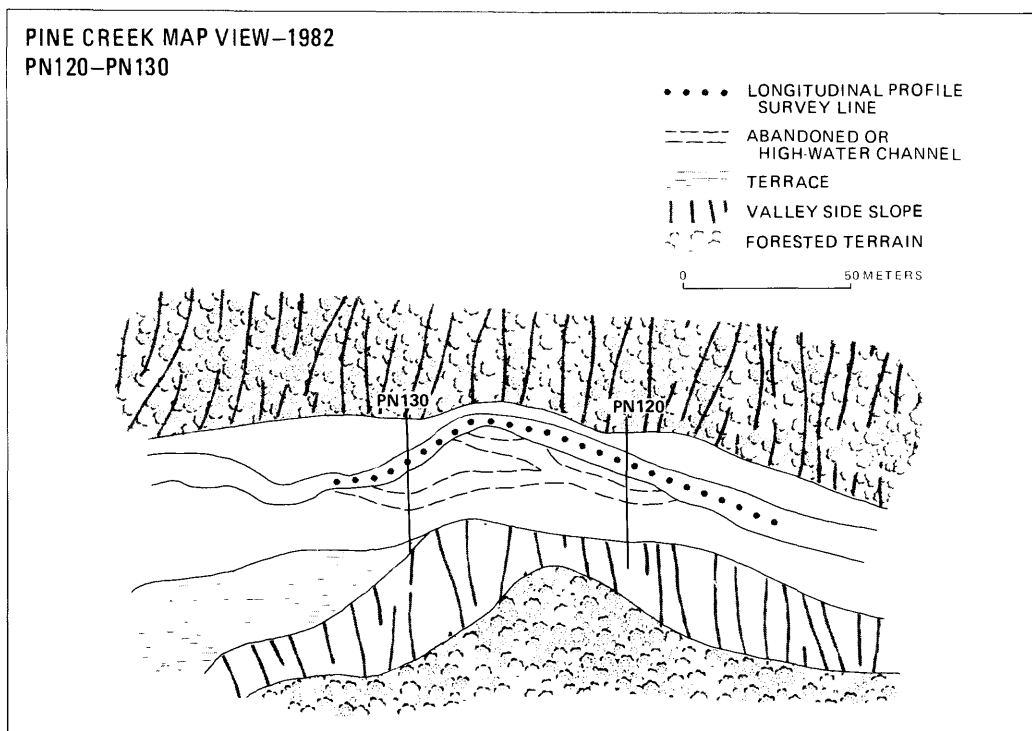 PINE CREEK MAP VIEW–1982
PN120–PN130
LONGITUDINAL PROFILE
SURVEY LINE
ABANDONED OR
HIGH-WATER CHANNEL
TERRACE
VALLEY SIDE SLOPE
FORESTED TERRAIN
0 50 METERS
PN130 PN120